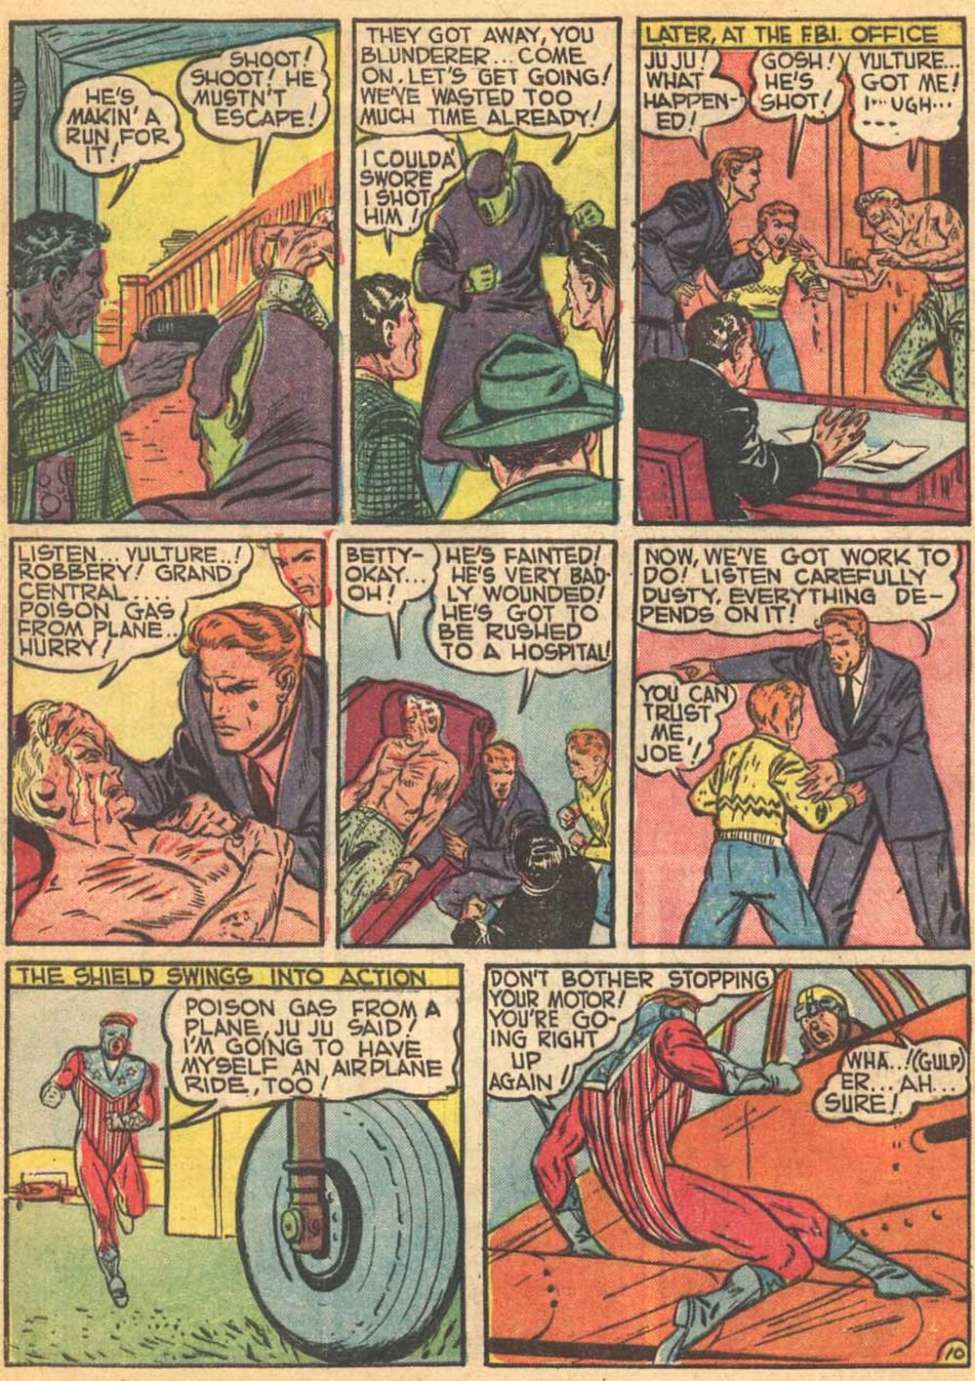 HE'S
MAKIN' A
RUN FOR
IT!
SHOOT!
SHOOT! HE
MUSTN'T
ESCAPE!
THEY GOT AWAY, YOU
BLUNDERER... COME
ON. LET'S GET GOING!
WE'VE WASTED TOO
MUCH TIME ALREADY!
I COULDA'
SWORE
I SHOT
HIM!
LATER, AT THE F.B.I. OFFICE
JU JU!
WHAT
HAPPEN-
ED!
GOSH!
HE'S
SHOT!
VULTURE...
GOT ME!
I...UGH...
....
LISTEN... VULTURE..!
ROBBERY! GRAND
CENTRAL....
POISON GAS
FROM PLANE..
HURRY!
BETTY-
OKAY...
OH!
HE'S FAINTED!
HE'S VERY BAD-
LY WOUNDED!
HE'S GOT TO
BE RUSHED
TO A HOSPITAL!
NOW, WE'VE GOT WORK TO
DO! LISTEN CAREFULLY
DUSTY, EVERYTHING DE-
PENDS ON IT!
YOU CAN
TRUST
ME,
JOE!
THE SHIELD SWINGS INTO ACTION
POISON GAS FROM A
PLANE, JU JU SAID!
I'M GOING TO HAVE
MYSELF AN AIRPLANE
RIDE, TOO!
DON'T BOTHER STOPPING
YOUR MOTOR!
YOU'RE GO-
ING RIGHT
UP
AGAIN!
WHA..!(GULP)
ER... AH...
SURE!
10